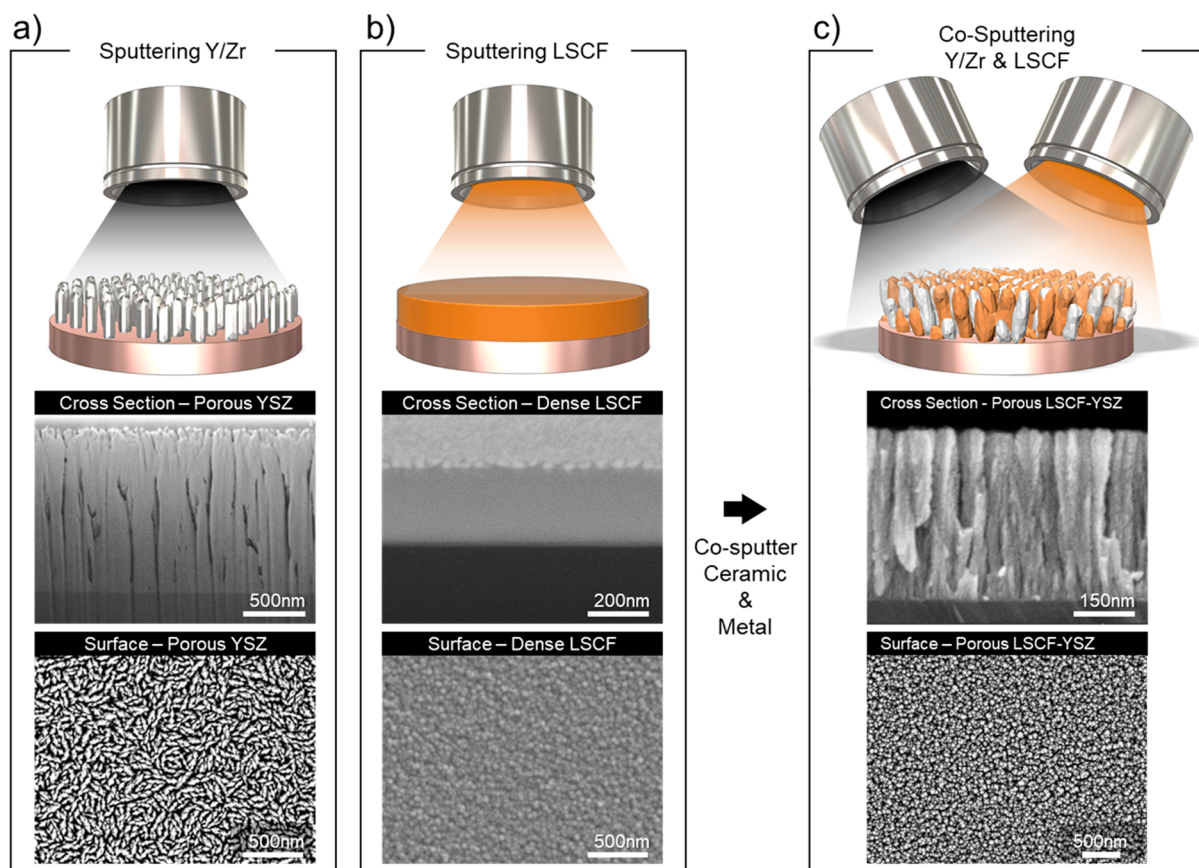 a)
Sputtering Y/Zr
Cross Section – Porous YSZ
500nm
Surface – Porous YSZ
500nm
b)
Sputtering LSCF
Cross Section – Dense LSCF
200nm
Surface – Dense LSCF
500nm
Co-sputter
Ceramic
&
Metal
c)
Co-Sputtering
Y/Zr & LSCF
Cross Section - Porous LSCF-YSZ
150nm
Surface – Porous LSCF-YSZ
500nm